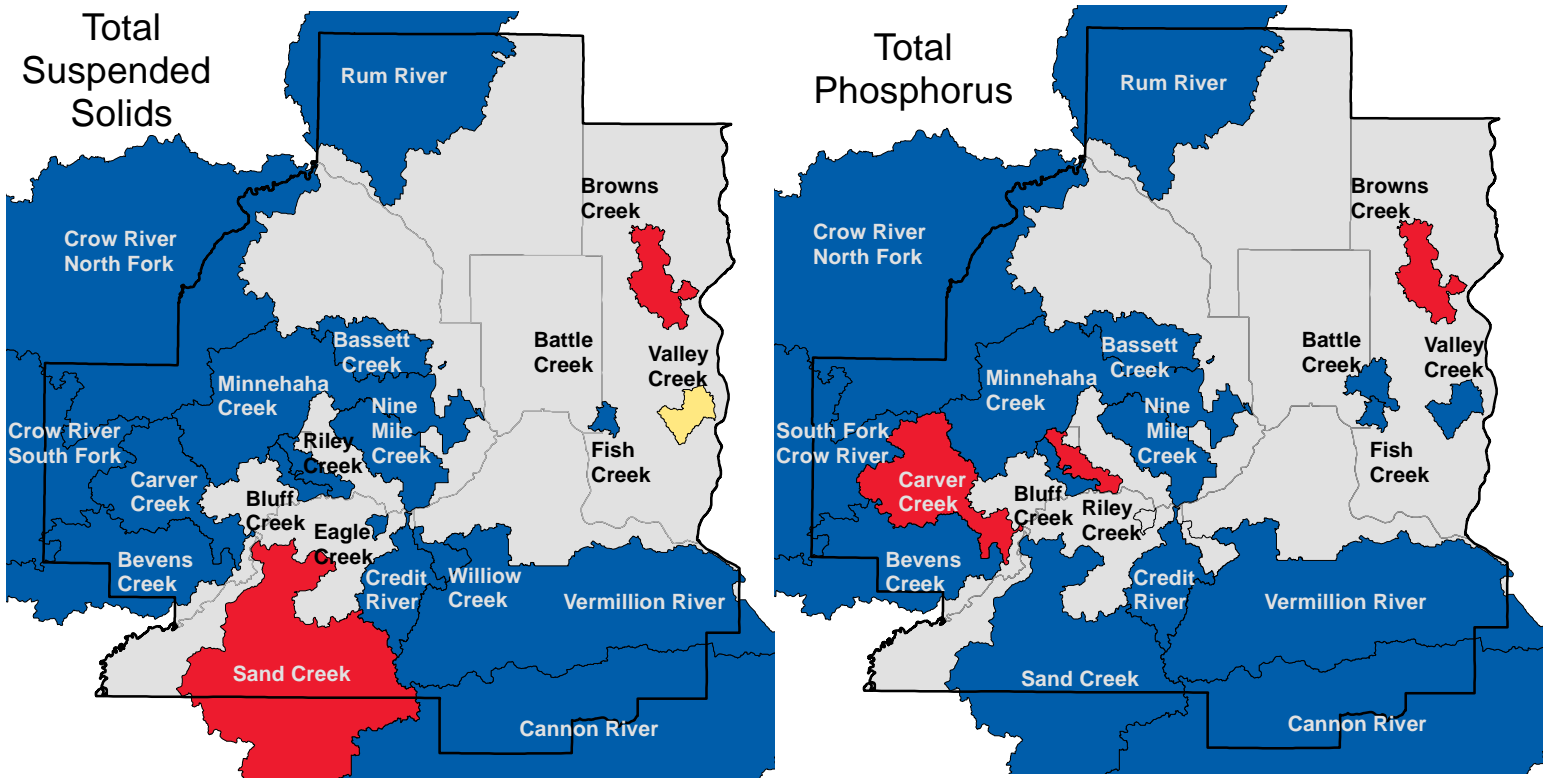 Total
Suspended
Solids
Rum River
Browns
Creek
Crow River
North Fork
Bassett
Creek
Battle
Creek
Valley
Creek
Minnehaha
Creek
Nine
Mile
Creek
Crow River
South Fork
Riley
Creek
Fish
Creek
Carver
Creek
Bluff
Creek
Eagle
Creek
Bevens
Creek
Credit
River
Williow
Creek
Vermillion River
Sand Creek
Cannon River
Total
Phosphorus
Rum River
Browns
Creek
Crow River
North Fork
Bassett
Creek
Battle
Creek
Valley
Creek
Minnehaha
Creek
Nine
Mile
Creek
South Fork
Crow River
Fish
Creek
Carver
Creek
Bluff
Creek
Riley
Creek
Bevens
Creek
Credit
River
Vermillion River
Sand Creek
Cannon River